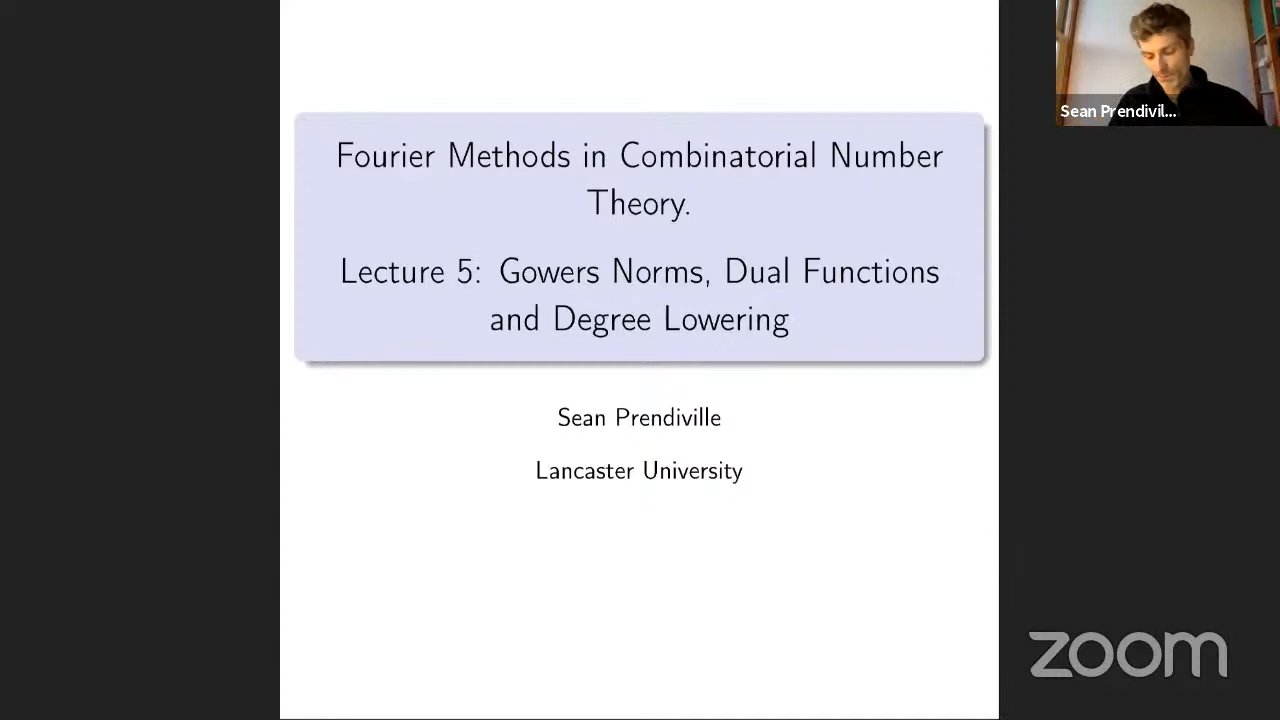 Fourier Methods in Combinatorial Number
Theory.
Lecture 5: Gowers Norms, Dual Functions
and Degree Lowering
Sean Prendiville
Lancaster University
Sean Prendivil...
zoom